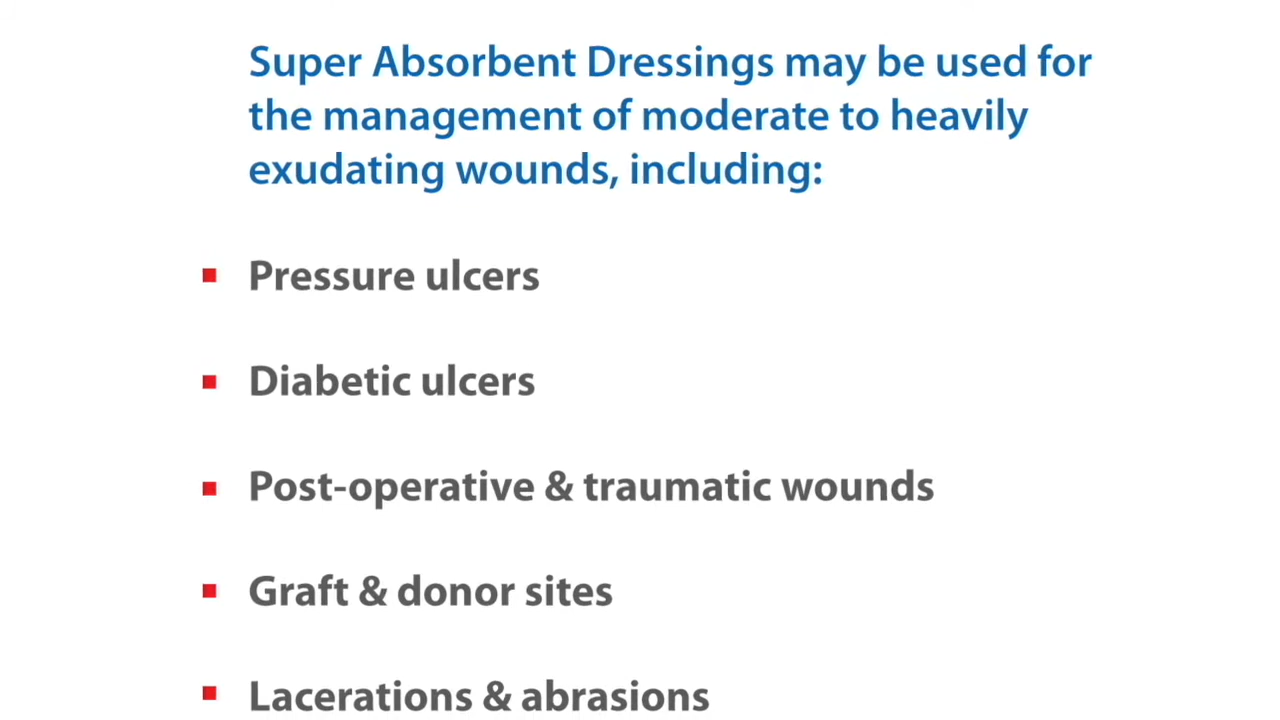 Super Absorbent Dressings may be used for
the management of moderate to heavily
exudating wounds, including:
Pressure ulcers
Diabetic ulcers
Post-operative & traumatic wounds
Graft & donor sites
Lacerations & abrasions